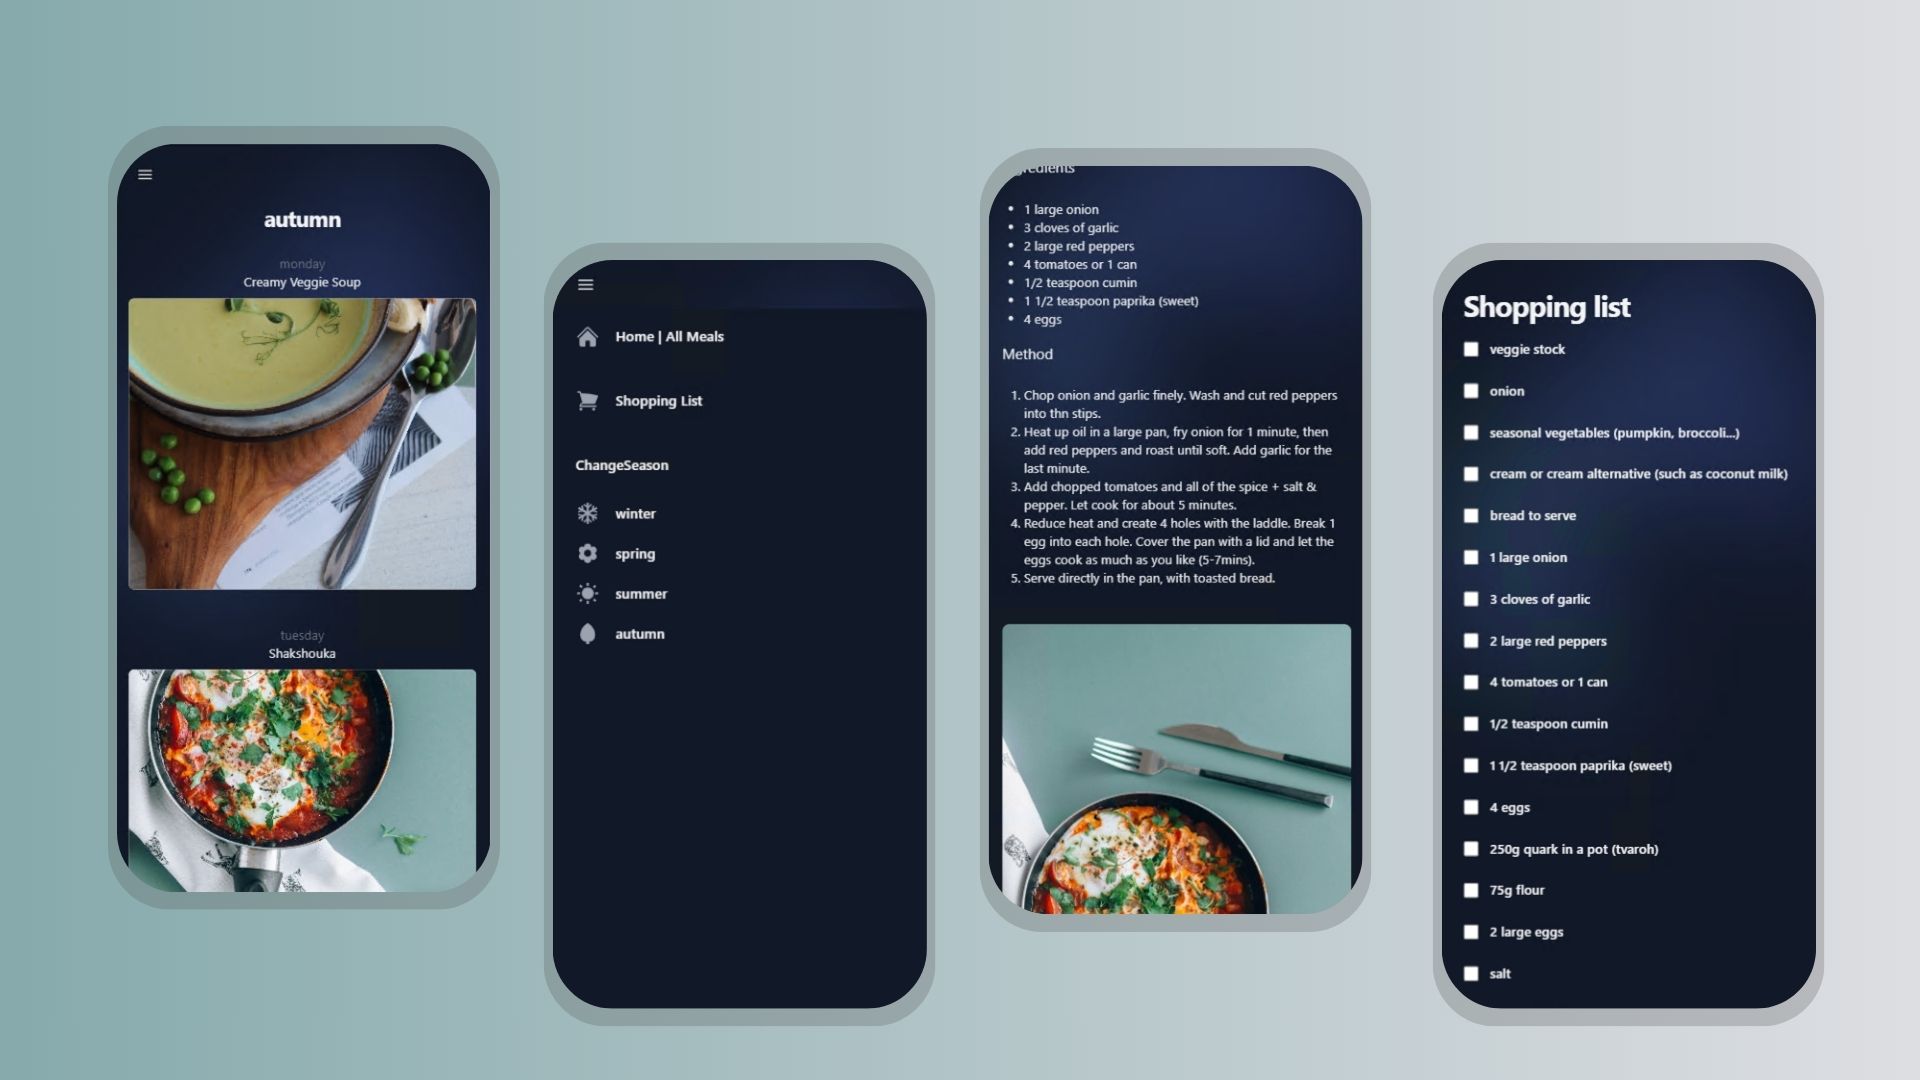 autumn
monday
Creamy Veggie Soup
tuesday
Shakshouka
Home | All Meals
Shopping List
ChangeSeason
winter
spring
summer
autumn
• 1 large onion
• 3 cloves of garlic
• 2 large red peppers
• 4 tomatoes or 1 can
• 1/2 teaspoon cumin
• 1 1/2 teaspoon paprika (sweet)
• 4 eggs
Method
1. Chop onion and garlic finely. Wash and cut red peppers
into thn stips.
2. Heat up oil in a large pan, fry onion for 1 minute, then
add red peppers and roast until soft. Add garlic for the
last minute.
3. Add chopped tomatoes and all of the spice + salt &
pepper. Let cook for about 5 minutes.
4. Reduce heat and create 4 holes with the laddle. Break 1
egg into each hole. Cover the pan with a lid and let the
eggs cook as much as you like (5-7mins).
5. Serve directly in the pan, with toasted bread.
Shopping list
veggie stock
onion
seasonal vegetables (pumpkin, broccoli...)
cream or cream alternative (such as coconut milk)
bread to serve
1 large onion
3 cloves of garlic
2 large red peppers
4 tomatoes or 1 can
1/2 teaspoon cumin
1 1/2 teaspoon paprika (sweet)
4 eggs
250g quark in a pot (tvaroh)
75g flour
2 large eggs
salt